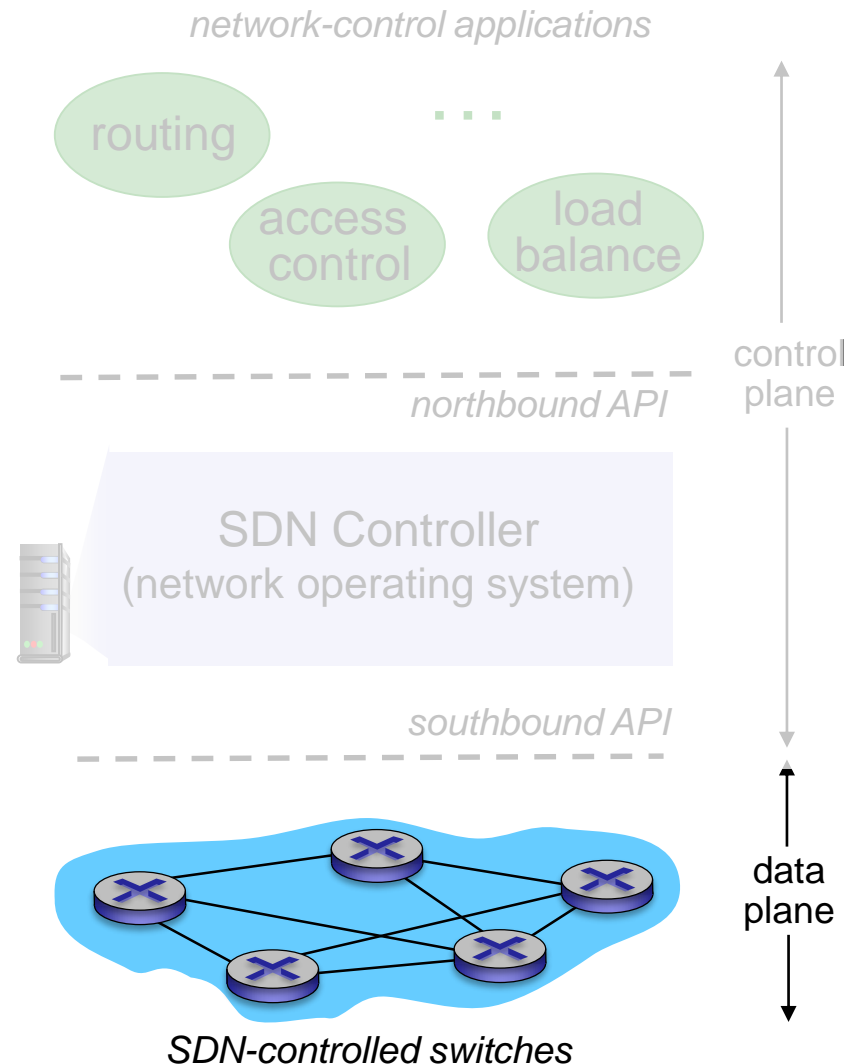 network-control applications
routing
...
access
control
load
balance
control
plane
northbound API
SDN Controller
(network operating system)
southbound API
data
plane
SDN-controlled switches